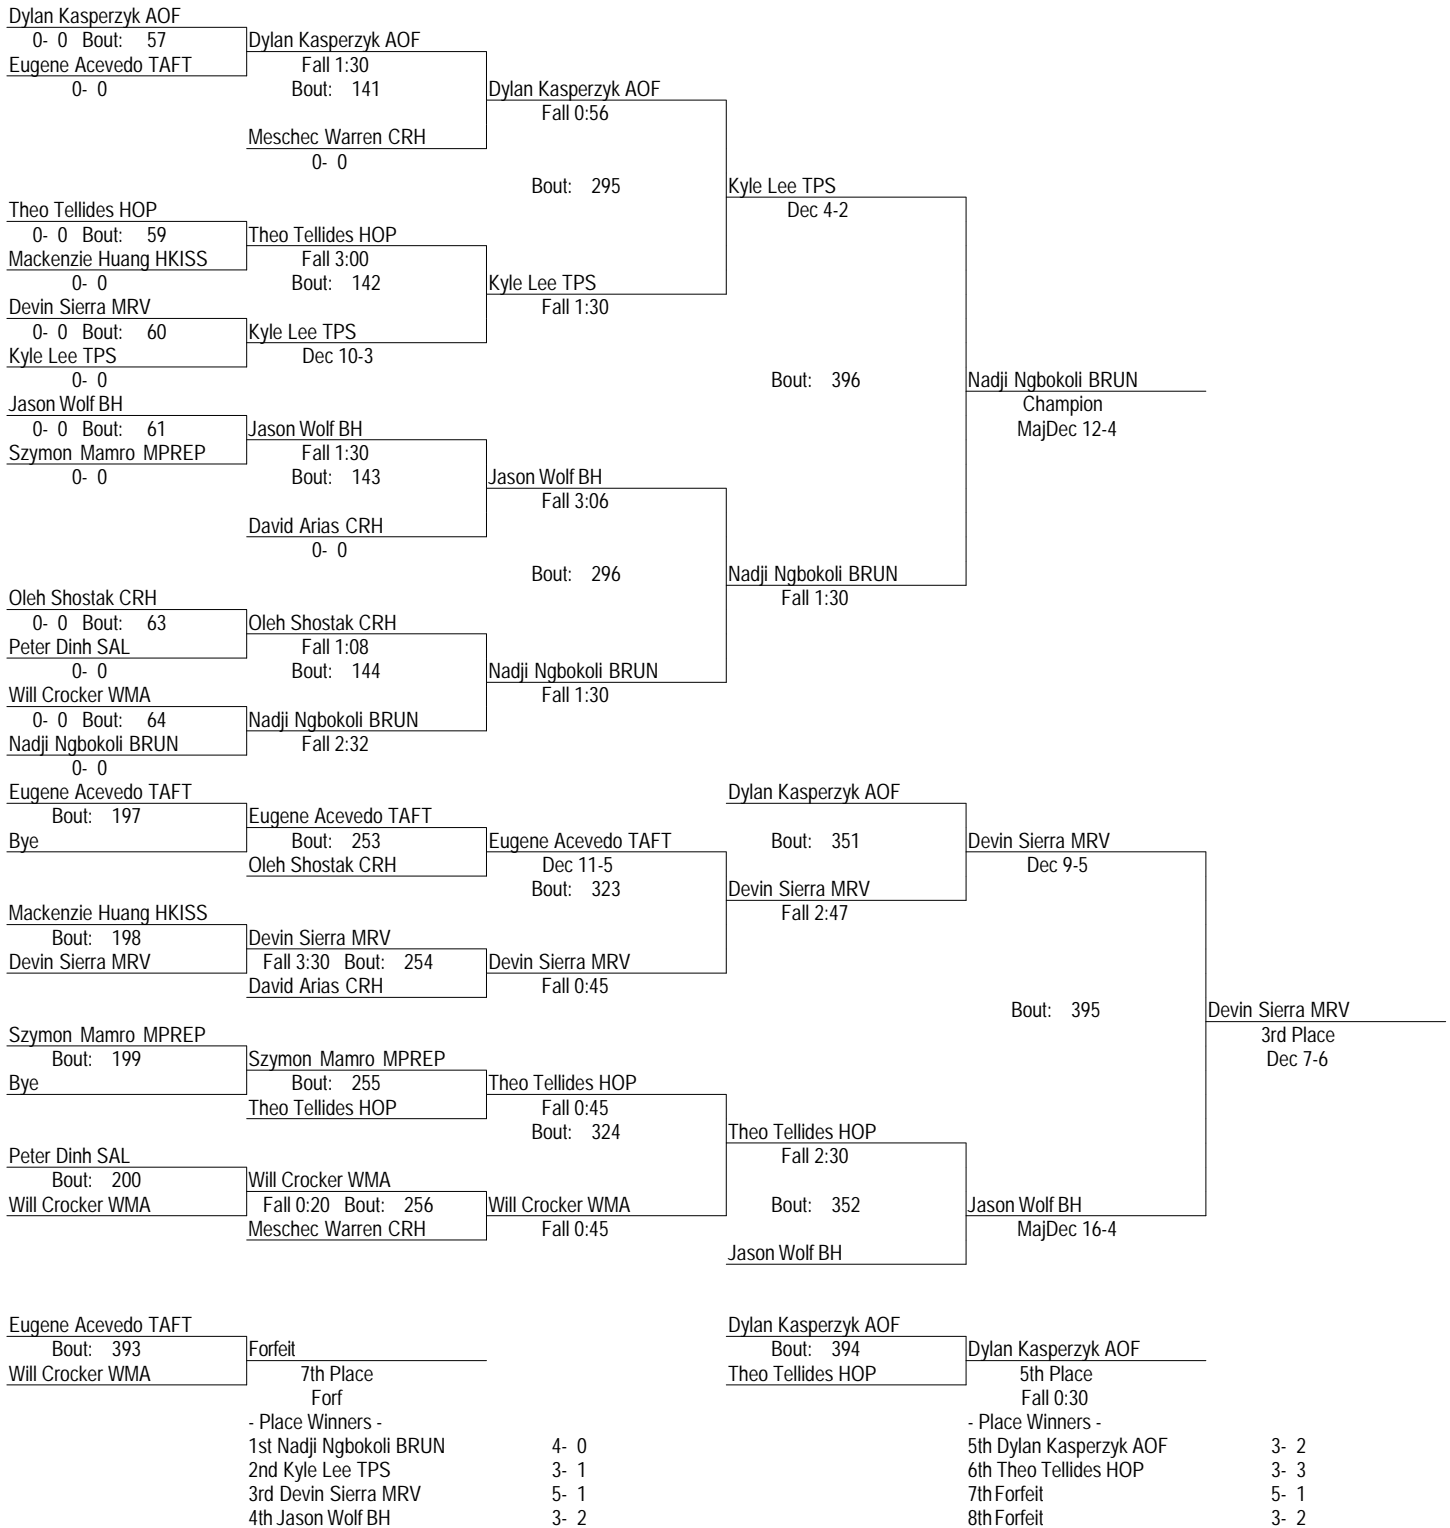 Dylan Kasperzyk AOF
0- 0 Bout: 57
Dylan Kasperzyk AOF
Eugene Acevedo TAFT
Fall 1:30
0- 0
Bout: 141
Dylan Kasperzyk AOF
Fall 0:56
Meschec Warren CRH
0- 0
Bout: 295
Kyle Lee TPS
Dec 4-2
Theo Tellides HOP
0- 0 Bout: 59
Theo Tellides HOP
Mackenzie Huang HKISS
Fall 3:00
0- 0
Bout: 142
Kyle Lee TPS
Fall 1:30
Devin Sierra MRV
0- 0 Bout: 60
Kyle Lee TPS
Kyle Lee TPS
Dec 10-3
0- 0
Bout: 396
Nadji Ngbokoli BRUN
Champion
MajDec 12-4
Jason Wolf BH
0- 0 Bout: 61
Jason Wolf BH
Szymon Mamro MPREP
Fall 1:30
0- 0
Bout: 143
Jason Wolf BH
Fall 3:06
David Arias CRH
0- 0
Bout: 296
Nadji Ngbokoli BRUN
Fall 1:30
Oleh Shostak CRH
0- 0 Bout: 63
Oleh Shostak CRH
Peter Dinh SAL
Fall 1:08
0- 0
Bout: 144
Nadji Ngbokoli BRUN
Fall 1:30
Will Crocker WMA
0- 0 Bout: 64
Nadji Ngbokoli BRUN
Nadji Ngbokoli BRUN
Fall 2:32
0- 0
Eugene Acevedo TAFT
Dylan Kasperzyk AOF
Bout: 197
Eugene Acevedo TAFT
Bye
Bout: 253
Eugene Acevedo TAFT
Bout: 351
Devin Sierra MRV
Oleh Shostak CRH
Dec 11-5
Dec 9-5
Bout: 323
Devin Sierra MRV
Fall 2:47
Mackenzie Huang HKISS
Bout: 198
Devin Sierra MRV
Devin Sierra MRV
Fall 3:30 Bout: 254
Devin Sierra MRV
David Arias CRH
Fall 0:45
Bout: 395
Devin Sierra MRV
3rd Place
Dec 7-6
Szymon Mamro MPREP
Bout: 199
Szymon Mamro MPREP
Bye
Bout: 255
Theo Tellides HOP
Theo Tellides HOP
Fall 0:45
Bout: 324
Theo Tellides HOP
Fall 2:30
Peter Dinh SAL
Bout: 200
Will Crocker WMA
Will Crocker WMA
Fall 0:20 Bout: 256
Will Crocker WMA
Bout: 352
Jason Wolf BH
Meschec Warren CRH
Fall 0:45
MajDec 16-4
Jason Wolf BH
Eugene Acevedo TAFT
Bout: 393
Forfeit
Will Crocker WMA
7th Place
Forf
Dylan Kasperzyk AOF
Bout: 394
Dylan Kasperzyk AOF
Theo Tellides HOP
5th Place
Fall 0:30
- Place Winners -
1st Nadji Ngbokoli BRUN 4- 0
2nd Kyle Lee TPS 3- 1
3rd Devin Sierra MRV 5- 1
4th Jason Wolf BH 3- 2
- Place Winners -
5th Dylan Kasperzyk AOF 3- 2
6th Theo Tellides HOP 3- 3
7th Forfeit 5- 1
8th Forfeit 3- 2